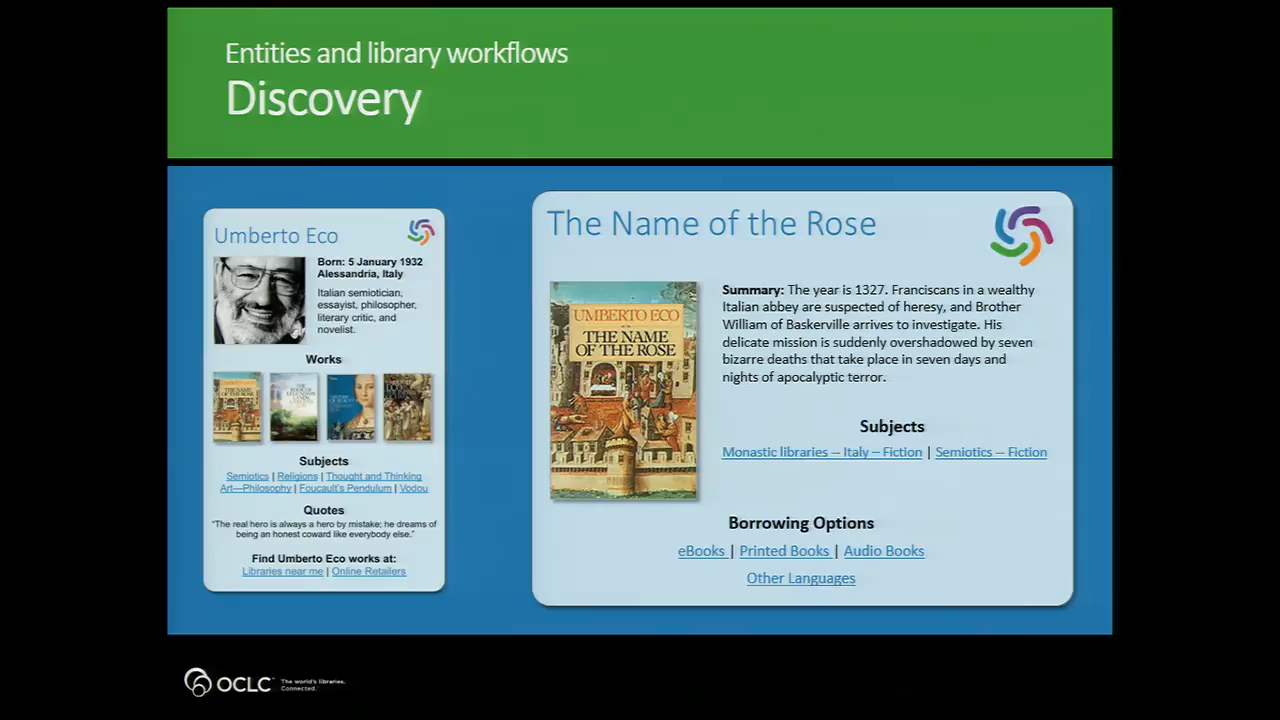 Entities and library workflows
Discovery
Umberto Eco
Born: 5 January 1932
Alessandria, Italy
Italian semiotician,
essayist, philosopher,
literary critic, and
novelist.
Works
Subjects
Semiotics | Religions | Thought and Thinking
Art—Philosophy | Foucault's Pendulum | Vodou
Quotes
"The real hero is always a hero by mistake; he dreams of
being an honest coward like everybody else."
Find Umberto Eco works at:
Libraries near me | Online Retailers
The Name of the Rose
UMBERTO ECO
THE NAME
OF THE ROSE
Summary: The year is 1327. Franciscans in a wealthy
Italian abbey are suspected of heresy, and Brother
William of Baskerville arrives to investigate. His
delicate mission is suddenly overshadowed by seven
bizarre deaths that take place in seven days and
nights of apocalyptic terror.
Subjects
Monastic libraries – Italy – Fiction | Semiotics – Fiction
Borrowing Options
eBooks | Printed Books | Audio Books
Other Languages
OCLC
The world's libraries.
Connected.